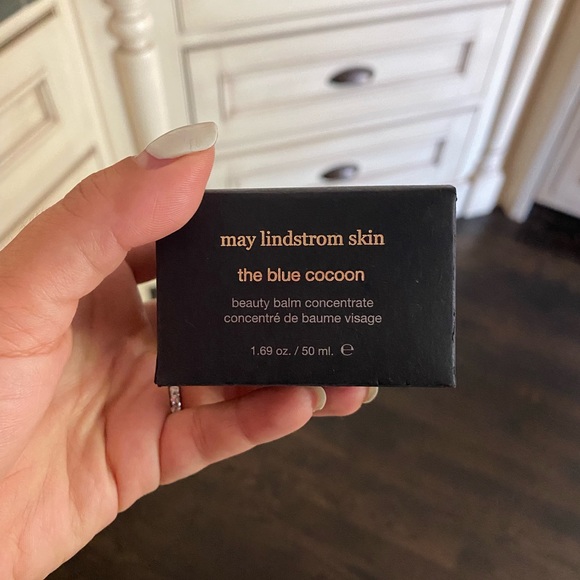 may lindstrom skin
the blue cocoon
beauty balm concentrate
concentré de baume visage
1.69 oz. / 50 ml. ℮